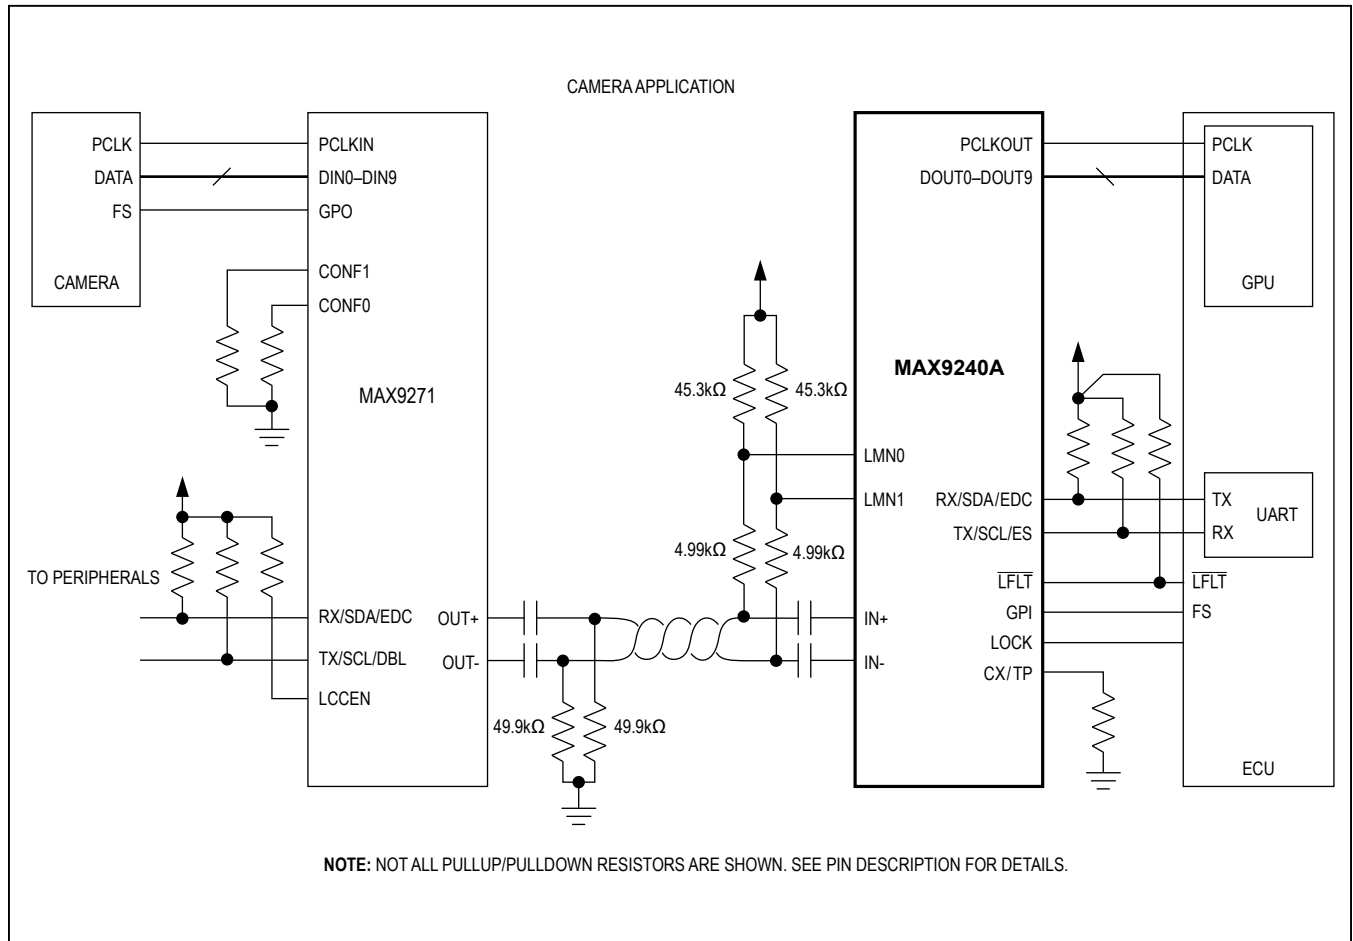 CAMERA APPLICATION
PCLK
DATA
FS
CAMERA
PCLKIN
DIN0–DIN9
GPO
CONF1
CONF0
MAX9271
TO PERIPHERALS
RX/SDA/EDC
TX/SCL/DBL
LCCEN
OUT+
OUT-
49.9kΩ
49.9kΩ
45.3kΩ
45.3kΩ
4.99kΩ
4.99kΩ
PCLKOUT
DOUT0–DOUT9
MAX9240A
LMN0
LMN1
RX/SDA/EDC
TX/SCL/ES
LFLT
GPI
LOCK
CX/TP
IN+
IN-
PCLK
DATA
GPU
TX
RX
UART
LFLT
FS
ECU
NOTE: NOT ALL PULLUP/PULLDOWN RESISTORS ARE SHOWN. SEE PIN DESCRIPTION FOR DETAILS.